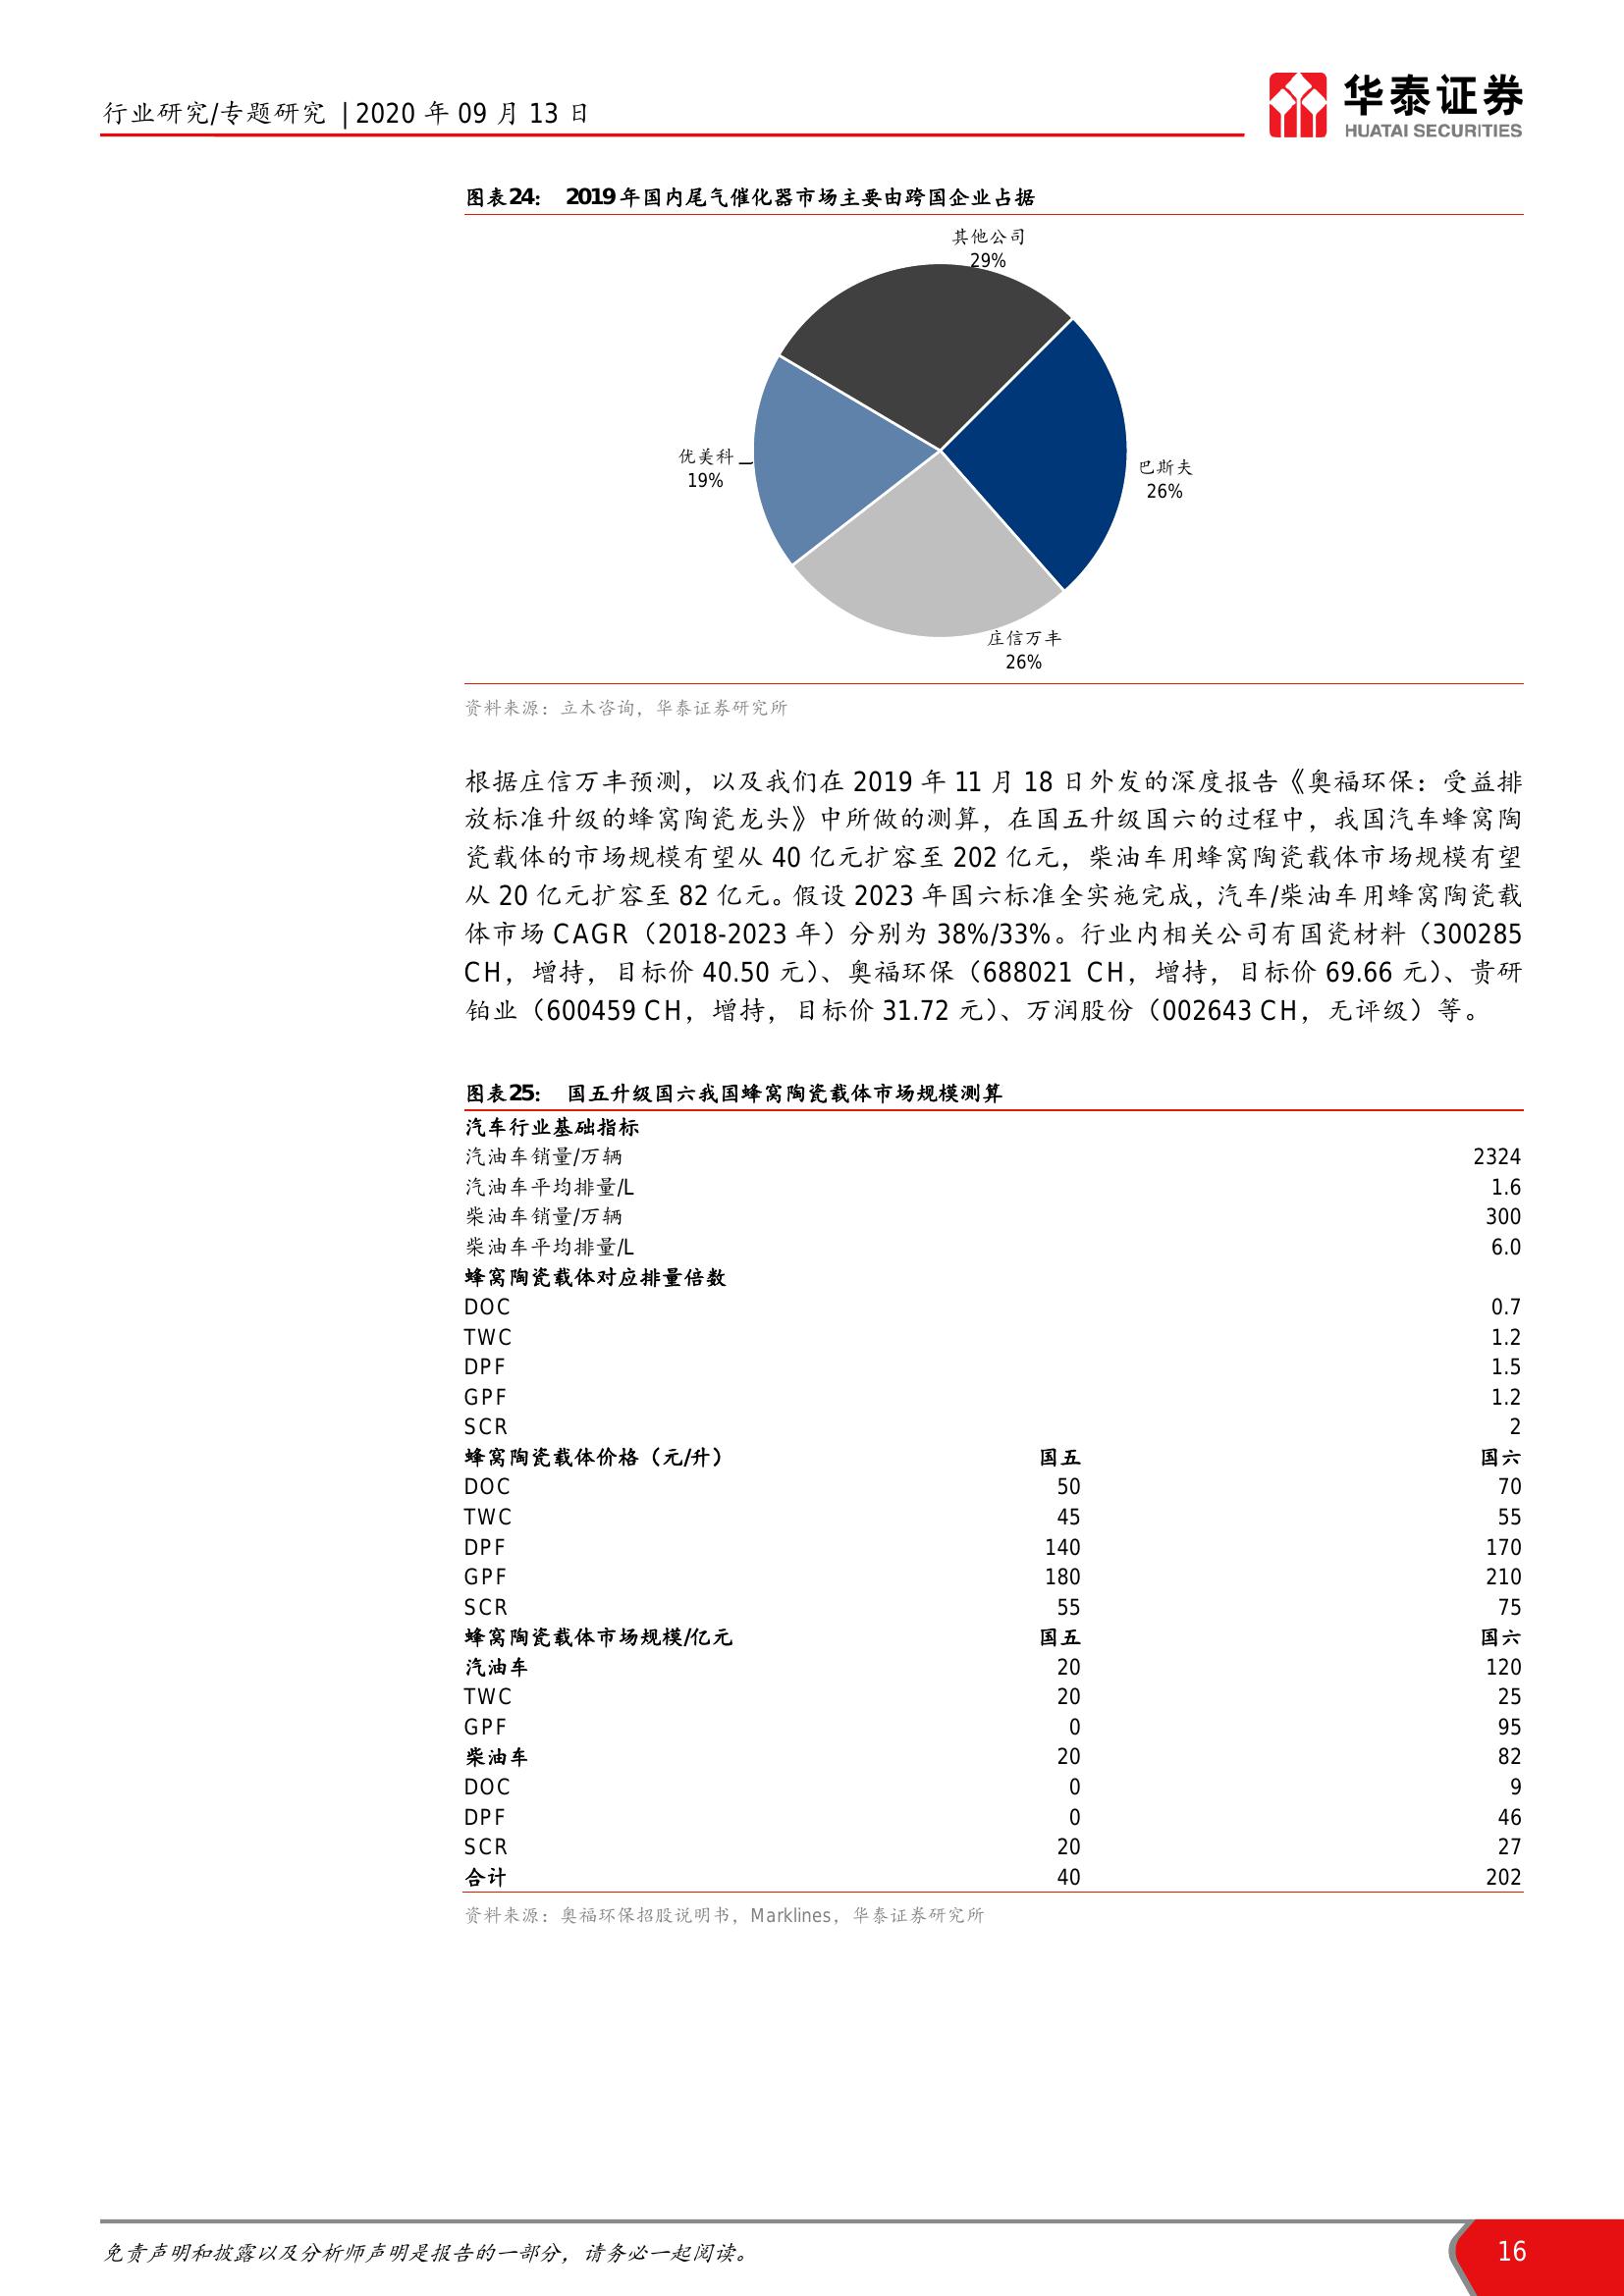 行业研究/专题研究 | 2020 年 09 月 13 日
华泰证券
HUATAI SECURITIES
图表24： 2019 年国内尾气催化器市场主要由跨国企业占据
其他公司
29%
优美科
19%
巴斯夫
26%
庄信万丰
26%
资料来源：立木咨询，华泰证券研究所
根据庄信万丰预测，以及我们在 2019 年 11 月 18 日外发的深度报告《奥福环保：受益排
放标准升级的蜂窝陶瓷龙头》中所做的测算，在国五升级国六的过程中，我国汽车蜂窝陶
瓷载体的市场规模有望从 40 亿元扩容至 202 亿元，柴油车用蜂窝陶瓷载体市场规模有望
从 20 亿元扩容至 82 亿元。假设 2023 年国六标准全实施完成，汽车/柴油车用蜂窝陶瓷载
体市场 CAGR（2018-2023 年）分别为 38%/33%。行业内相关公司有国瓷材料（300285
CH，增持，目标价 40.50 元）、奥福环保（688021 CH，增持，目标价 69.66 元）、贵研
铂业（600459 CH，增持，目标价 31.72 元）、万润股份（002643 CH，无评级）等。
图表25： 国五升级国六我国蜂窝陶瓷载体市场规模测算
汽车行业基础指标
汽油车销量/万辆 2324
汽油车平均排量/L 1.6
柴油车销量/万辆 300
柴油车平均排量/L 6.0
蜂窝陶瓷载体对应排量倍数
DOC 0.7
TWC 1.2
DPF 1.5
GPF 1.2
SCR 2
蜂窝陶瓷载体价格（元/升） 国五 国六
DOC 50 70
TWC 45 55
DPF 140 170
GPF 180 210
SCR 55 75
蜂窝陶瓷载体市场规模/亿元 国五 国六
汽油车 20 120
TWC 20 25
GPF 0 95
柴油车 20 82
DOC 0 9
DPF 0 46
SCR 20 27
合计 40 202
资料来源：奥福环保招股说明书，Marklines，华泰证券研究所
免责声明和披露以及分析师声明是报告的一部分，请务必一起阅读。
16